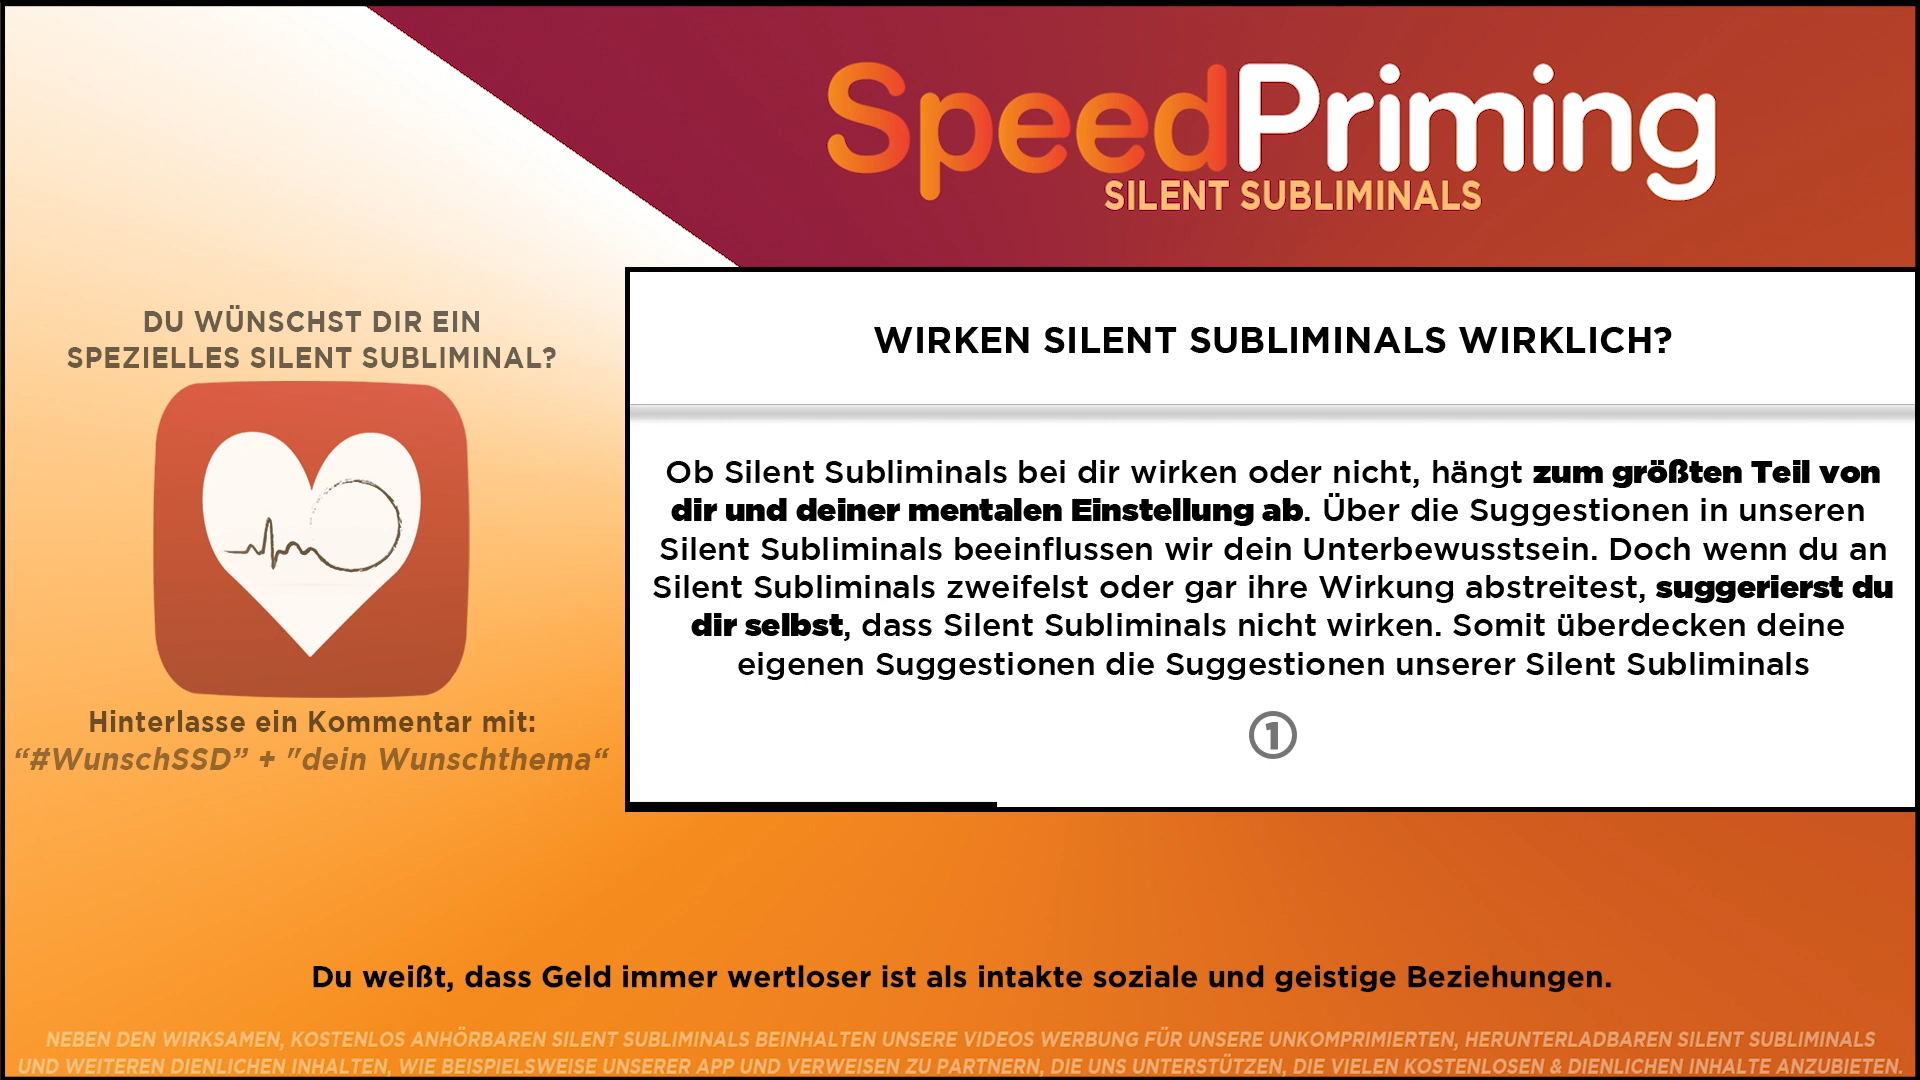 SpeedPriming
SILENT SUBLIMINALS
DU WÜNSCHST DIR EIN
SPEZIELLES SILENT SUBLIMINAL?
Hinterlasse ein Kommentar mit:
“#WunschSSD” + "dein Wunschthema“
WIRKEN SILENT SUBLIMINALS WIRKLICH?
Ob Silent Subliminals bei dir wirken oder nicht, hängt zum größten Teil von
dir und deiner mentalen Einstellung ab. Über die Suggestionen in unseren
Silent Subliminals beeinflussen wir dein Unterbewusstsein. Doch wenn du an
Silent Subliminals zweifelst oder gar ihre Wirkung abstreitest, suggerierst du
dir selbst, dass Silent Subliminals nicht wirken. Somit überdecken deine
eigenen Suggestionen die Suggestionen unserer Silent Subliminals
1
Du weißt, dass Geld immer wertloser ist als intakte soziale und geistige Beziehungen.
NEBEN DEN WIRKSAMEN, KOSTENLOS ANHÖRBAREN SILENT SUBLIMINALS BEINHALTEN UNSERE VIDEOS WERBUNG FÜR UNSERE UNKOMPRIMIERTEN, HERUNTERLADBAREN SILENT SUBLIMINALS
UND WEITEREN DIENLICHEN INHALTEN, WIE BEISPIELSWEISE UNSERER APP UND VERWEISEN ZU PARTNERN, DIE UNS UNTERSTÜTZEN, DIE VIELEN KOSTENLOSEN & DIENLICHEN INHALTE ANZUBIETEN.